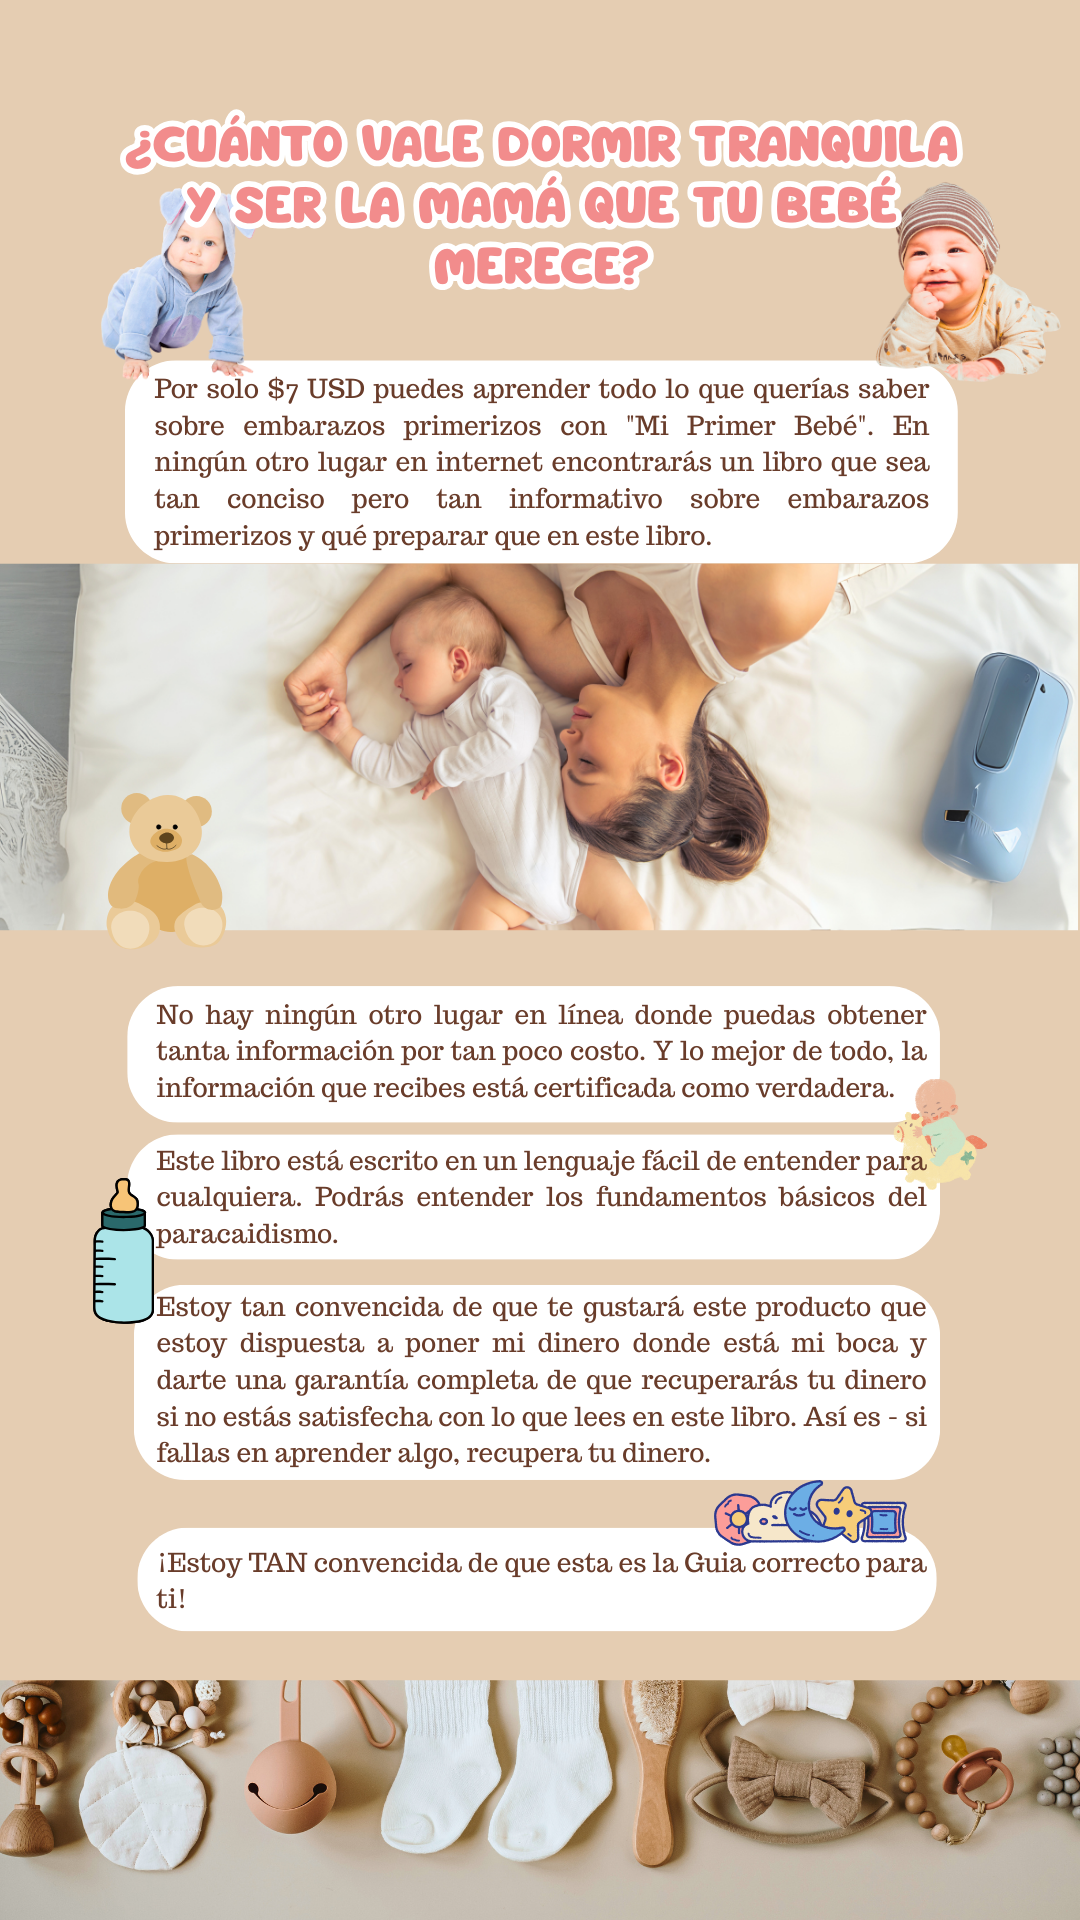 ¿CUÁNTO VALE DORMIR TRANQUILA
Y SER LA MAMÁ QUE TU BEBÉ
MERECE?
Por solo $7 USD puedes aprender todo lo que querías saber
sobre embarazos primerizos con "Mi Primer Bebé". En
ningún otro lugar en internet encontrarás un libro que sea
tan conciso pero tan informativo sobre embarazos
primerizos y qué preparar que en este libro.
No hay ningún otro lugar en línea donde puedas obtener
tanta información por tan poco costo. Y lo mejor de todo, la
información que recibes está certificada como verdadera.
Este libro está escrito en un lenguaje fácil de entender para
cualquiera. Podrás entender los fundamentos básicos del
paracaidismo.
Estoy tan convencida de que te gustará este producto que
estoy dispuesta a poner mi dinero donde está mi boca y
darte una garantía completa de que recuperarás tu dinero
si no estás satisfecha con lo que lees en este libro. Así es - si
fallas en aprender algo, recupera tu dinero.
¡Estoy TAN convencida de que esta es la Guia correcto para
ti!